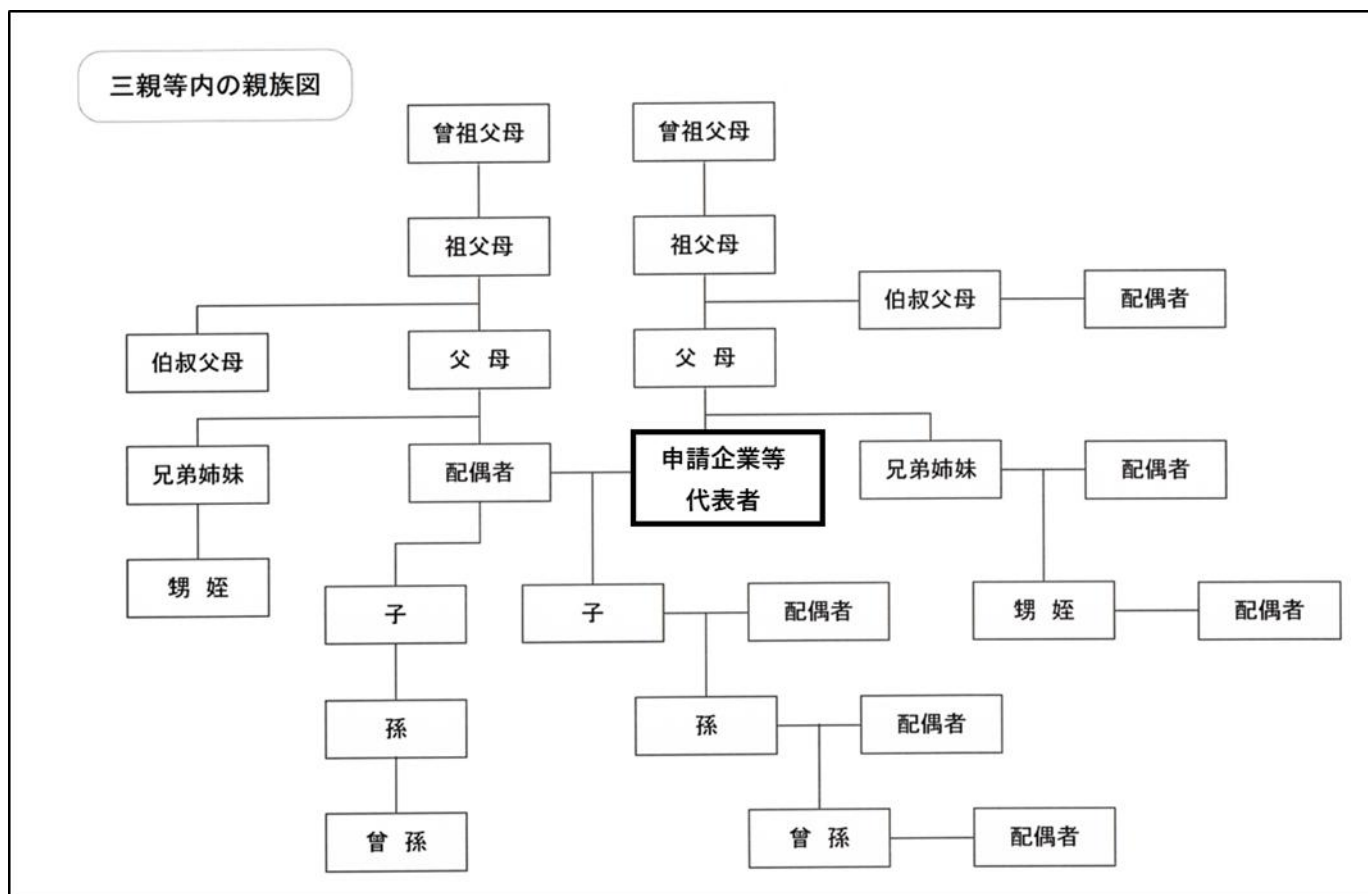 三親等内の親族図
曾祖父母
曾祖父母
祖父母
祖父母
伯叔父母
配偶者
伯叔父母
父 母
父 母
兄弟姉妹
配偶者
申請企業等
代表者
兄弟姉妹
配偶者
甥 姪
子
子
配偶者
甥 姪
配偶者
孫
孫
配偶者
曾 孫
曾 孫
配偶者